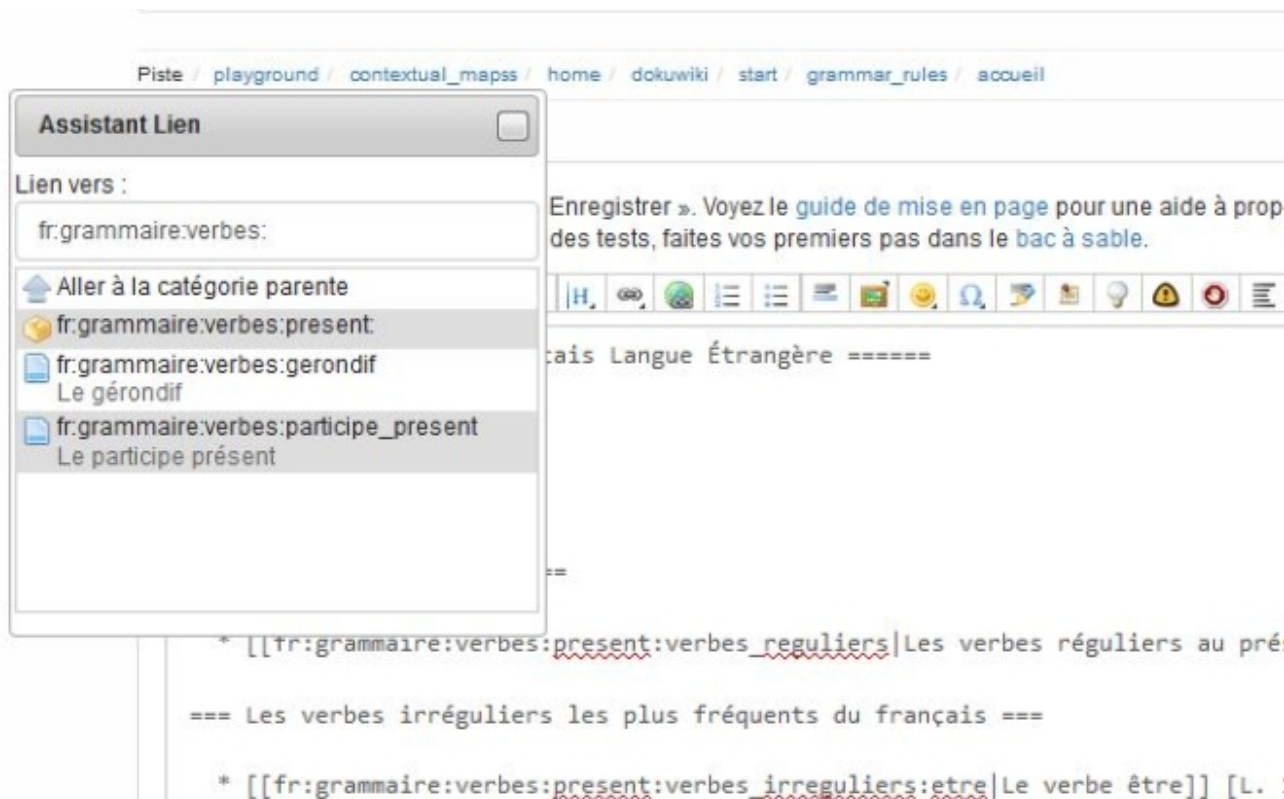 Piste / playground / contextual_mapss / home / dokuwiki / start / grammar_rules / accueil
Assistant Lien
Lien vers :
fr:grammaire:verbes:
Aller à la catégorie parente
fr:grammaire:verbes:present:
fr:grammaire:verbes:gerondif
Le gérondif
fr:grammaire:verbes:participe_present
Le participe présent
Enregistrer ». Voyez le guide de mise en page pour une aide à prop
des tests, faites vos premiers pas dans le bac à sable.
ais Langue Étrangère ======
==
* [[fr:grammaire:verbes:present:verbes_reguliers|Les verbes réguliers au pré
=== Les verbes irréguliers les plus fréquents du français ===
* [[fr:grammaire:verbes:present:verbes_irreguliers:etre|Le verbe être]] [L.